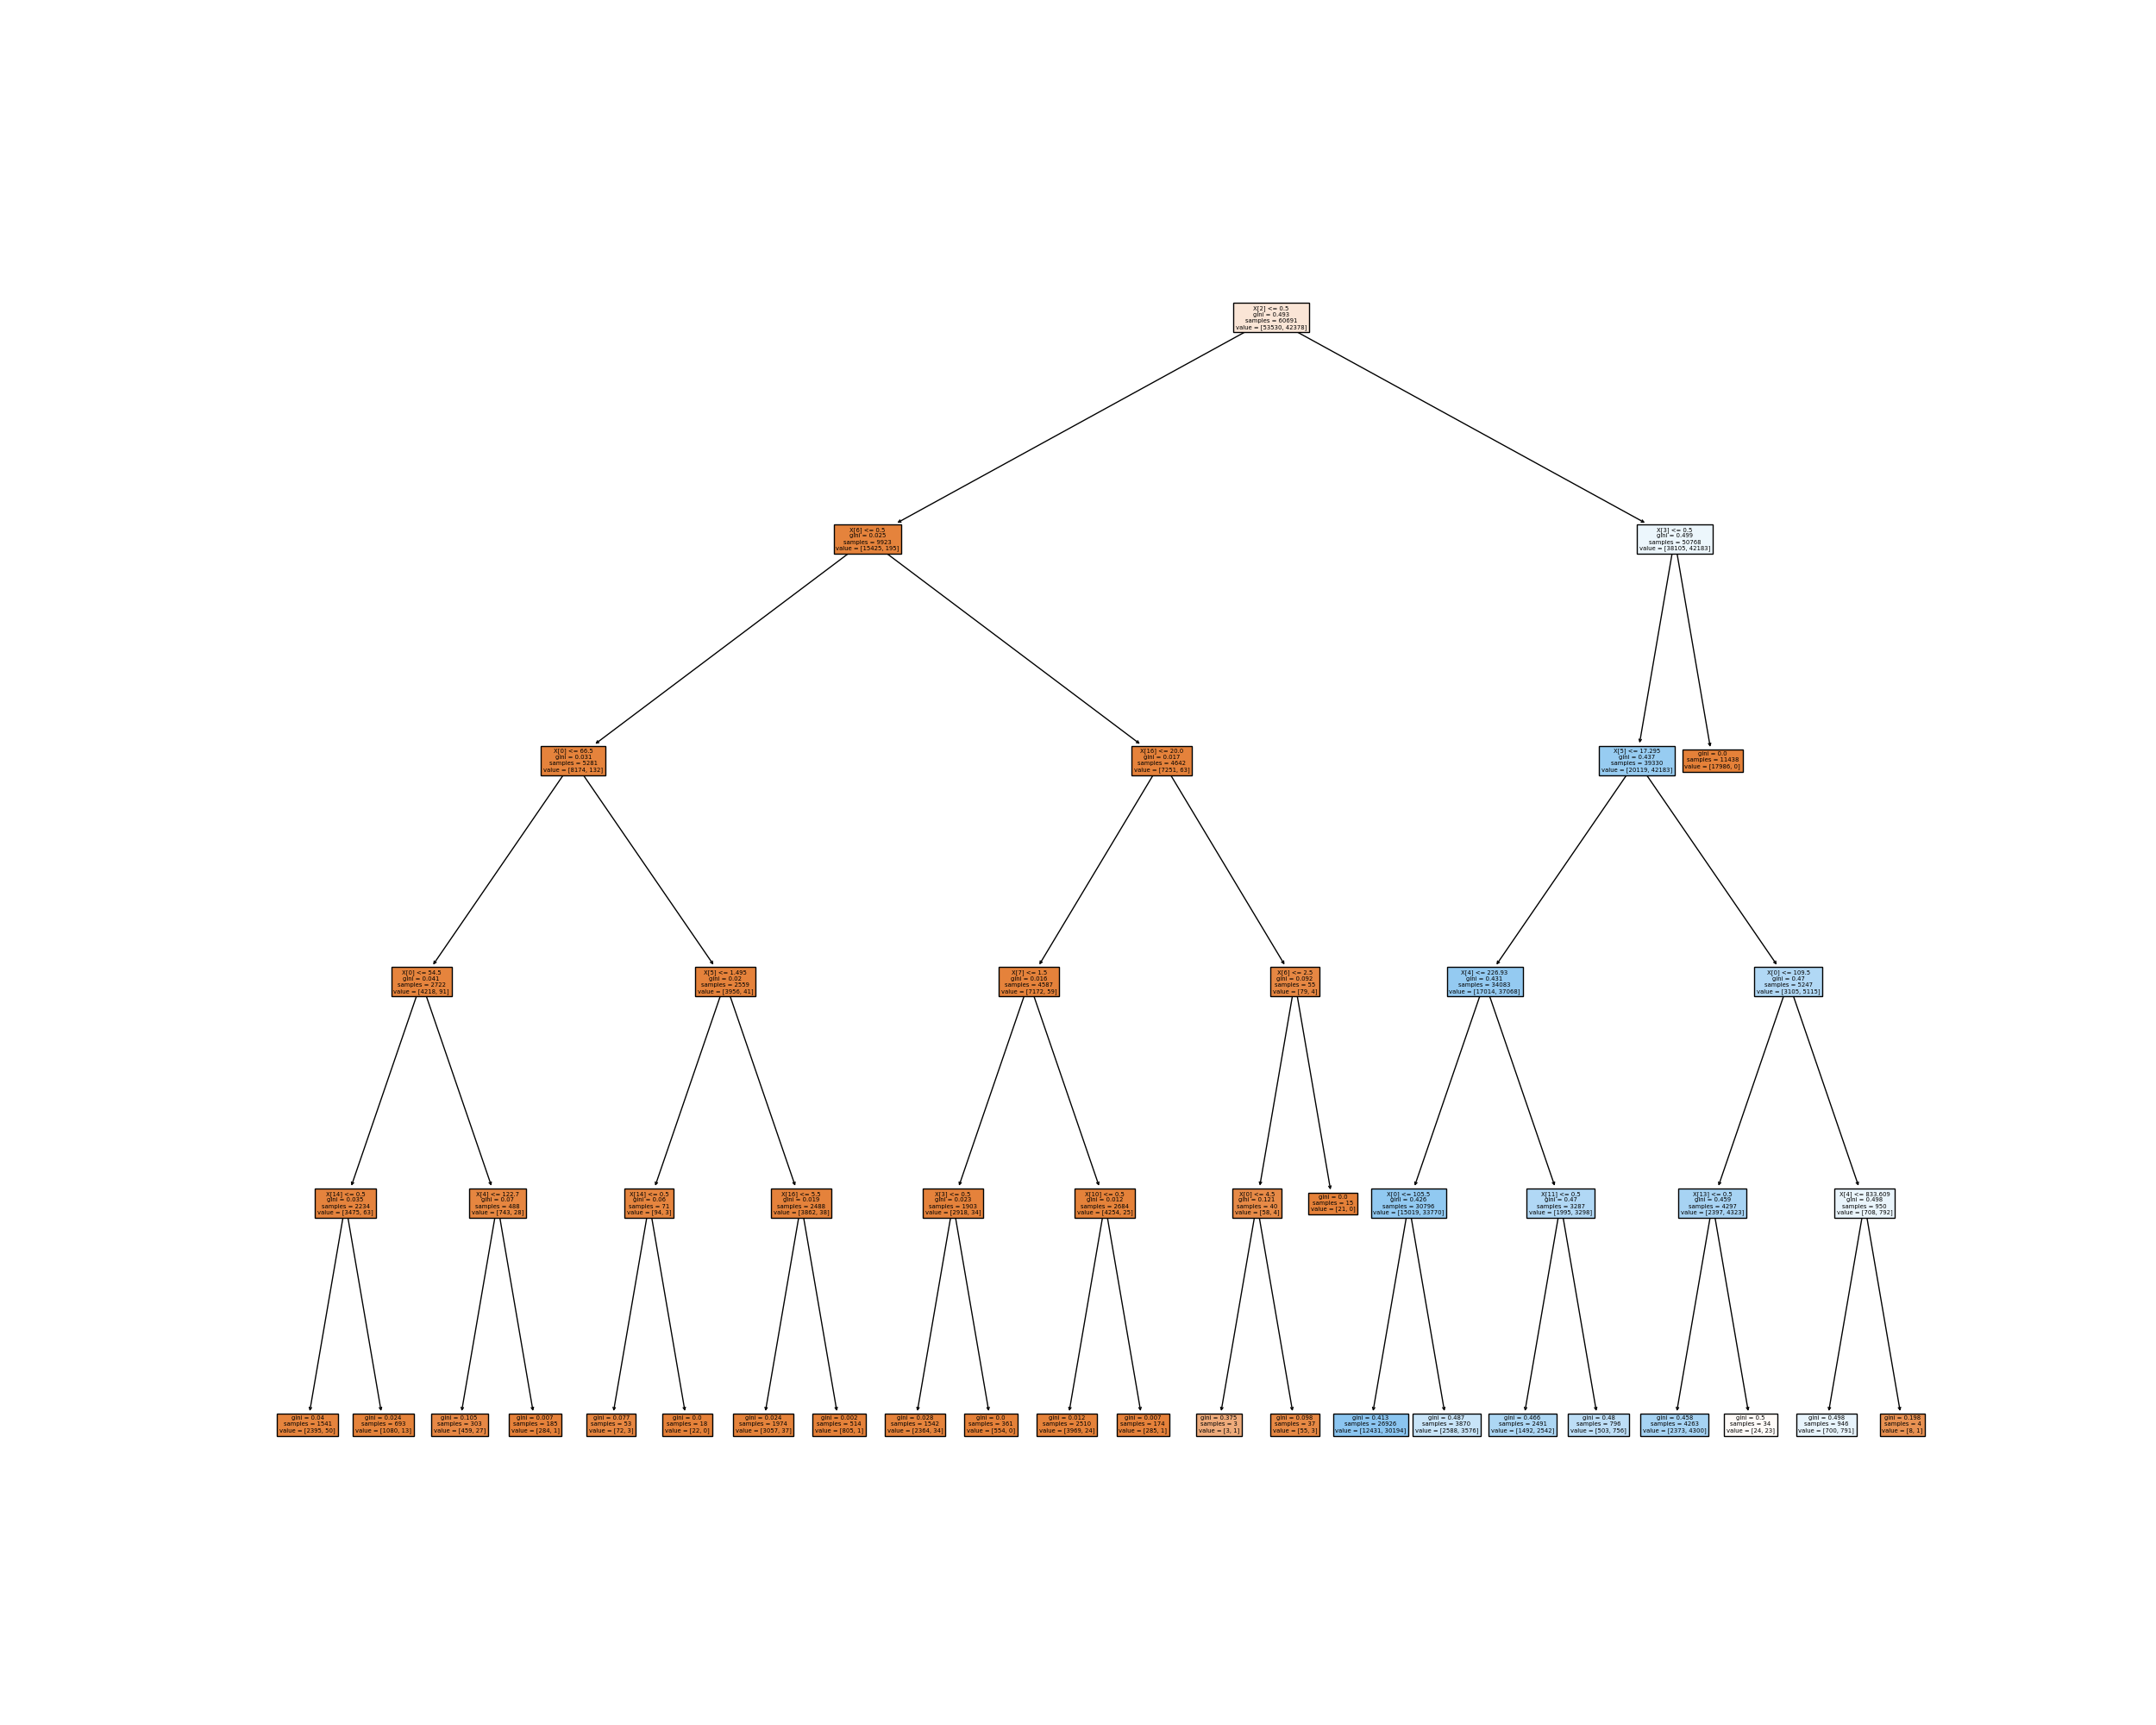 X[2] <= 0.5
gini = 0.493
samples = 60691
value = [53530, 42378]
X[6] <= 0.5
gini = 0.025
samples = 9923
value = [15425, 195]
X[3] <= 0.5
gini = 0.499
samples = 50768
value = [38105, 42183]
X[0] <= 66.5
gini = 0.031
samples = 5281
value = [8174, 132]
X[16] <= 20.0
gini = 0.017
samples = 4642
value = [7251, 63]
X[5] <= 17.295
gini = 0.437
samples = 39330
value = [20119, 42183]
gini = 0.0
samples = 11438
value = [17986, 0]
X[0] <= 54.5
gini = 0.041
samples = 2722
value = [4218, 91]
X[5] <= 1.495
gini = 0.02
samples = 2559
value = [3956, 41]
X[7] <= 1.5
gini = 0.016
samples = 4587
value = [7172, 59]
X[6] <= 2.5
gini = 0.092
samples = 55
value = [79, 4]
X[4] <= 226.93
gini = 0.431
samples = 34083
value = [17014, 37068]
X[0] <= 109.5
gini = 0.47
samples = 5247
value = [3105, 5115]
X[14] <= 0.5
gini = 0.035
samples = 2234
value = [3475, 63]
X[4] <= 122.7
gini = 0.07
samples = 488
value = [743, 28]
X[14] <= 0.5
gini = 0.06
samples = 71
value = [94, 3]
X[16] <= 5.5
gini = 0.019
samples = 2488
value = [3862, 38]
X[3] <= 0.5
gini = 0.023
samples = 1903
value = [2918, 34]
X[10] <= 0.5
gini = 0.012
samples = 2684
value = [4254, 25]
X[0] <= 4.5
gini = 0.121
samples = 40
value = [58, 4]
gini = 0.0
samples = 15
value = [21, 0]
X[0] <= 105.5
gini = 0.426
samples = 30796
value = [15019, 33770]
X[11] <= 0.5
gini = 0.47
samples = 3287
value = [1995, 3298]
X[13] <= 0.5
gini = 0.459
samples = 4297
value = [2397, 4323]
X[4] <= 833.609
gini = 0.498
samples = 950
value = [708, 792]
gini = 0.04
samples = 1541
value = [2395, 50]
gini = 0.024
samples = 693
value = [1080, 13]
gini = 0.105
samples = 303
value = [459, 27]
gini = 0.007
samples = 185
value = [284, 1]
gini = 0.077
samples = 53
value = [72, 3]
gini = 0.0
samples = 18
value = [22, 0]
gini = 0.024
samples = 1974
value = [3057, 37]
gini = 0.002
samples = 514
value = [805, 1]
gini = 0.028
samples = 1542
value = [2364, 34]
gini = 0.0
samples = 361
value = [554, 0]
gini = 0.012
samples = 2510
value = [3969, 24]
gini = 0.007
samples = 174
value = [285, 1]
gini = 0.375
samples = 3
value = [3, 1]
gini = 0.098
samples = 37
value = [55, 3]
gini = 0.413
samples = 26926
value = [12431, 30194]
gini = 0.487
samples = 3870
value = [2588, 3576]
gini = 0.466
samples = 2491
value = [1492, 2542]
gini = 0.48
samples = 796
value = [503, 756]
gini = 0.458
samples = 4263
value = [2373, 4300]
gini = 0.5
samples = 34
value = [24, 23]
gini = 0.498
samples = 946
value = [700, 791]
gini = 0.198
samples = 4
value = [8, 1]